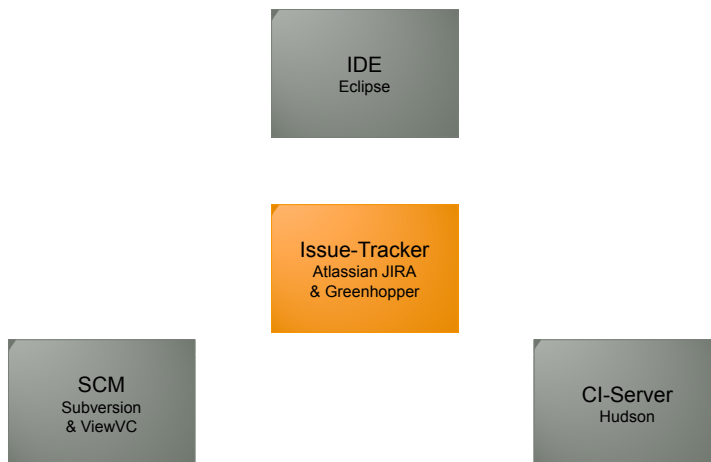 IDE
Eclipse
Issue-Tracker
Atlassian JIRA
& Greenhopper
SCM
Subversion
& ViewVC
CI-Server
Hudson